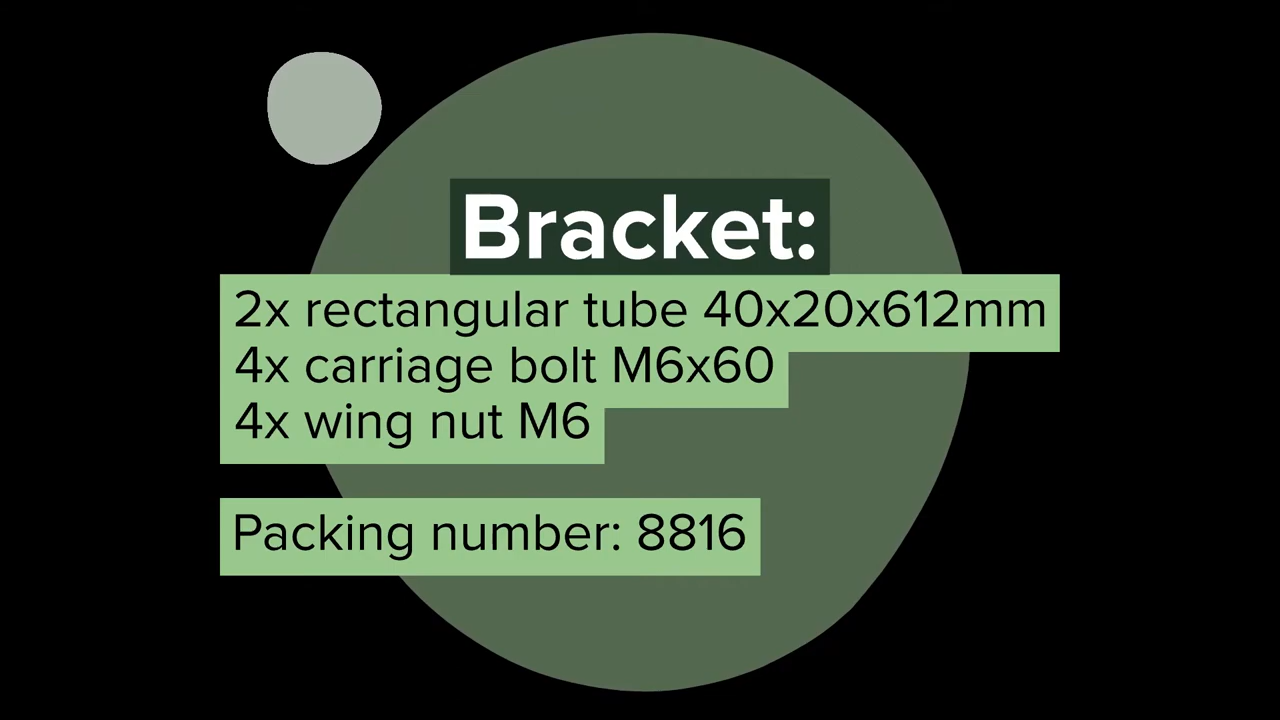 Bracket:
2x rectangular tube 40x20x612mm
4x carriage bolt M6x60
4x wing nut M6
Packing number: 8816